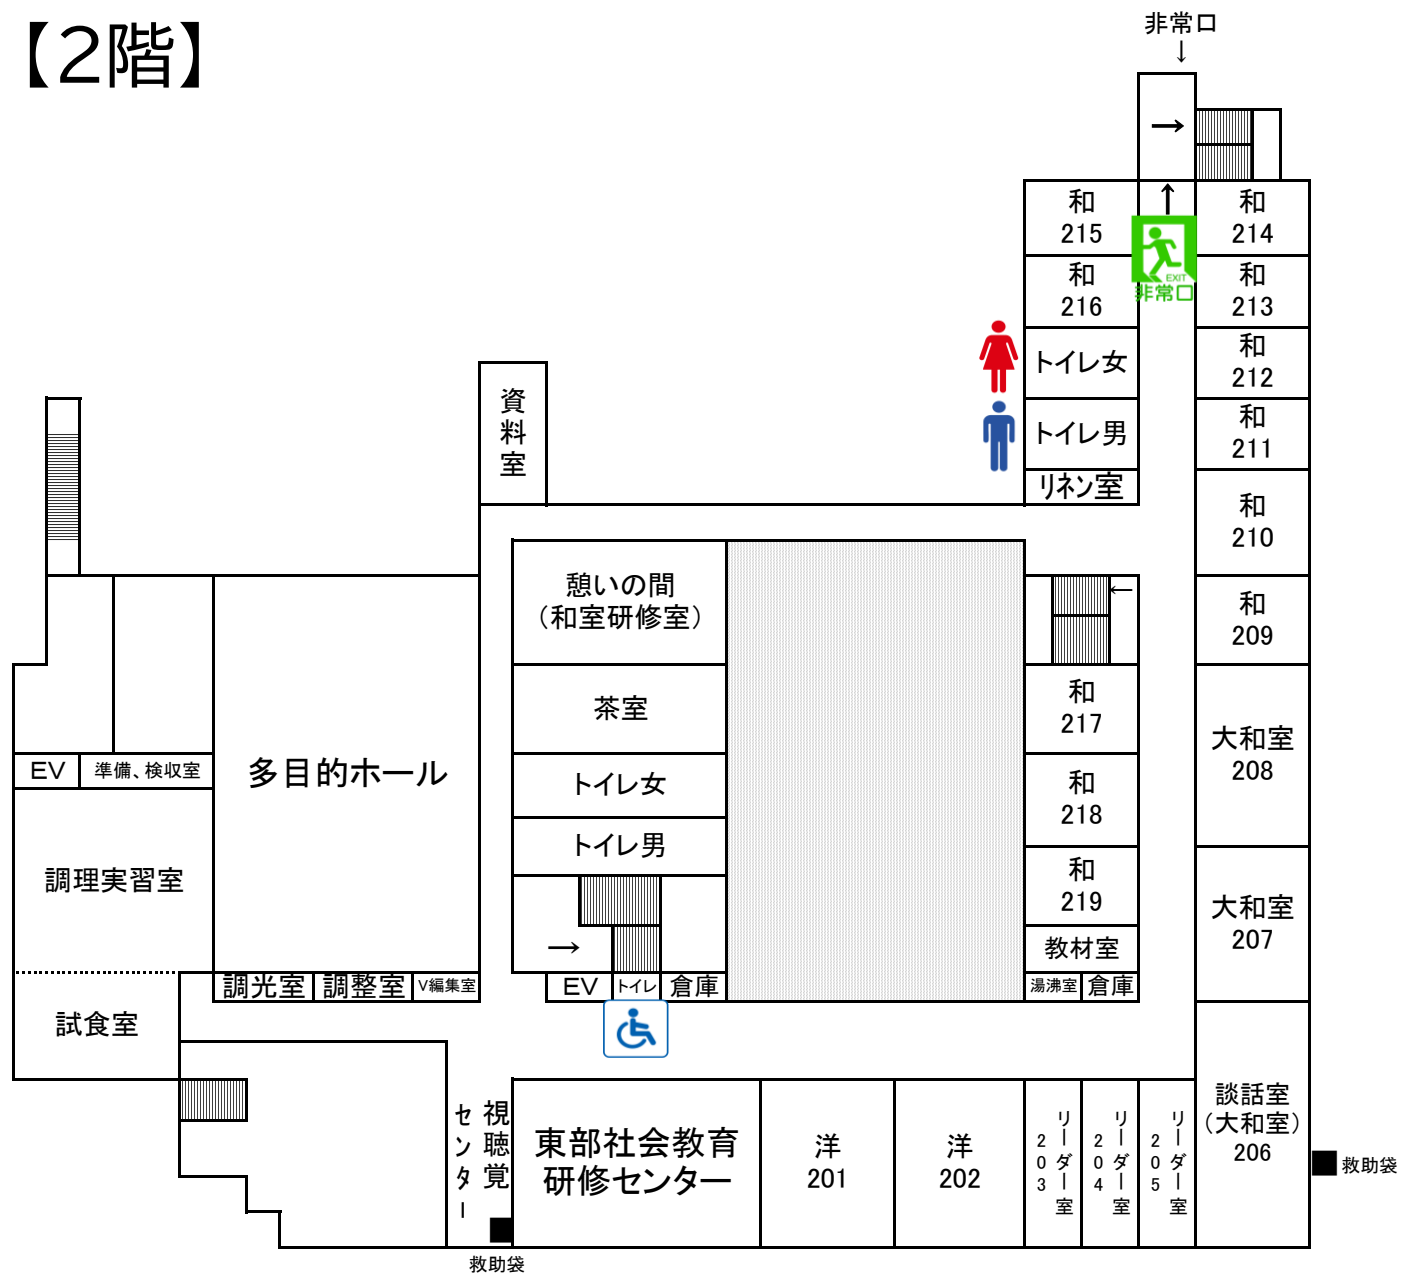 【2階】
非常口
↓
→
↑
和
215
和
214
EXIT
非常口
和
216
和
213
トイレ女
和
212
トイレ男
和
211
リネン室
資料室
和
210
憩いの間
（和室研修室）
←
和
209
茶室
和
217
大和室
208
EV
準備、検収室
多目的ホール
トイレ女
和
218
トイレ男
調理実習室
和
219
大和室
207
→
教材室
調光室
調整室
V編集室
EV
トイレ
倉庫
湯沸室
倉庫
試食室
視聴覚
センター
東部社会教育
研修センター
洋
201
洋
202
リーダー室
203
リーダー室
204
リーダー室
205
談話室
（大和室）
206
救助袋
救助袋